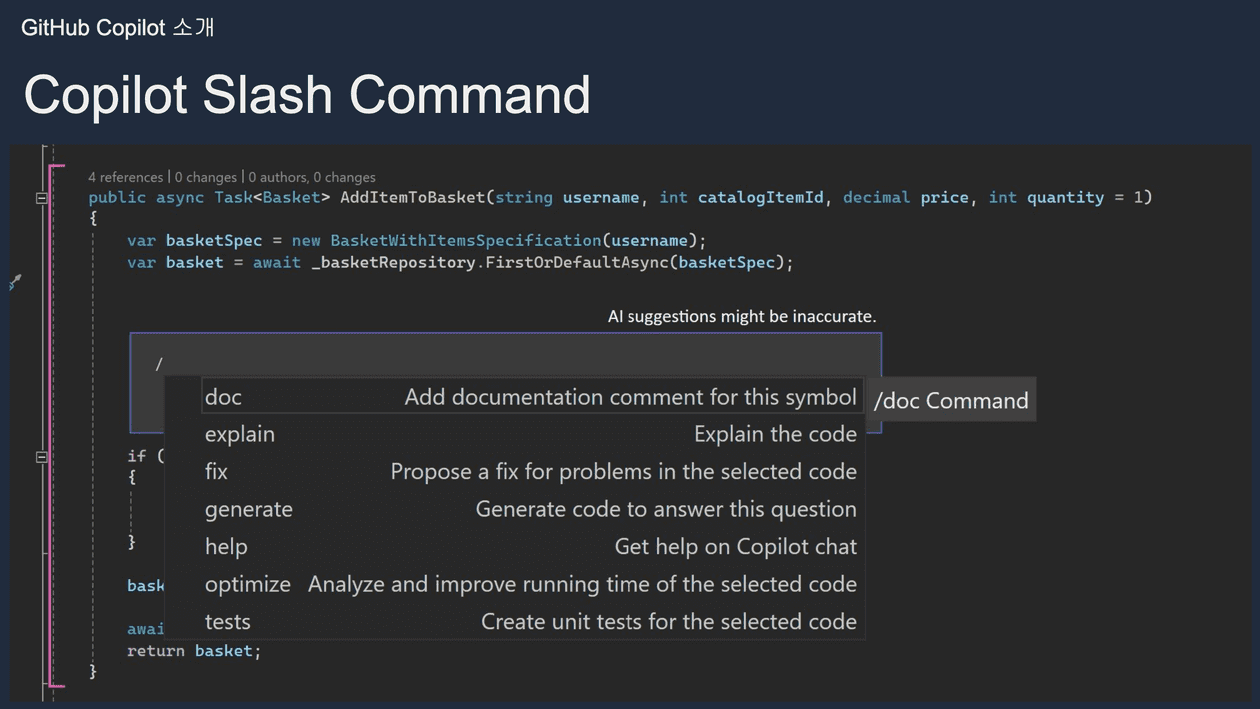 GitHub Copilot 소개
Copilot Slash Command
4 references | 0 changes | 0 authors, 0 changes
public async Task<Basket> AddItemToBasket(string username, int catalogItemId, decimal price, int quantity = 1)
{
var basketSpec = new BasketWithItemsSpecification(username);
var basket = await _basketRepository.FirstOrDefaultAsync(basketSpec);
AI suggestions might be inaccurate.
/
doc Add documentation comment for this symbol
/doc Command
explain Explain the code
if (
fix Propose a fix for problems in the selected code
{
generate Generate code to answer this question
help Get help on Copilot chat
}
optimize Analyze and improve running time of the selected code
bask
tests Create unit tests for the selected code
awai
return basket;
}